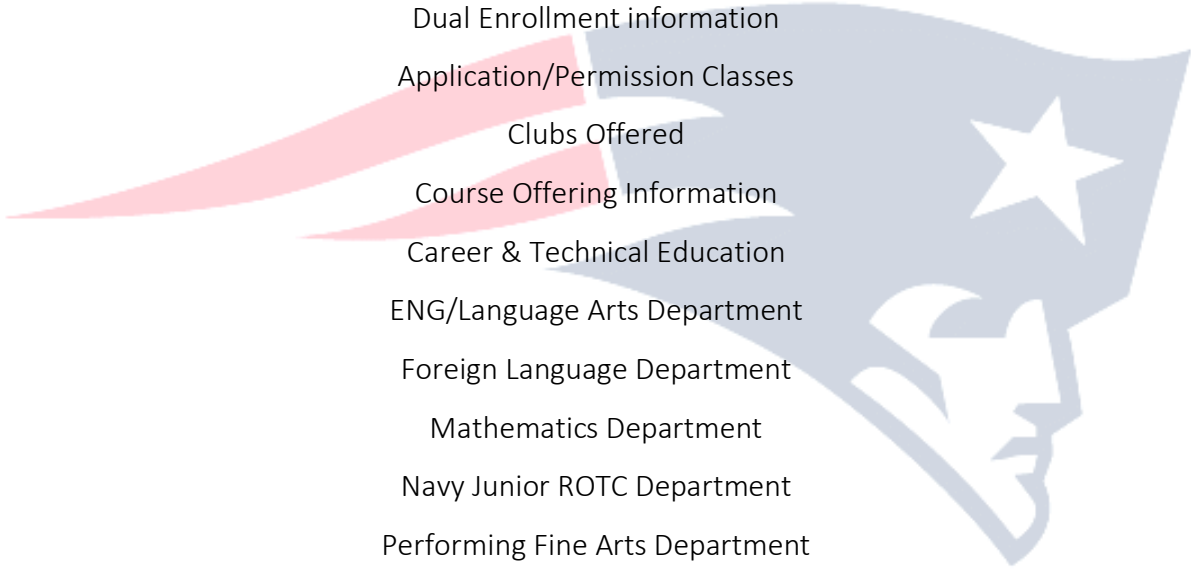 Dual Enrollment information
Application/Permission Classes
Clubs Offered
Course Offering Information
Career & Technical Education
ENG/Language Arts Department
Foreign Language Department
Mathematics Department
Navy Junior ROTC Department
Performing Fine Arts Department